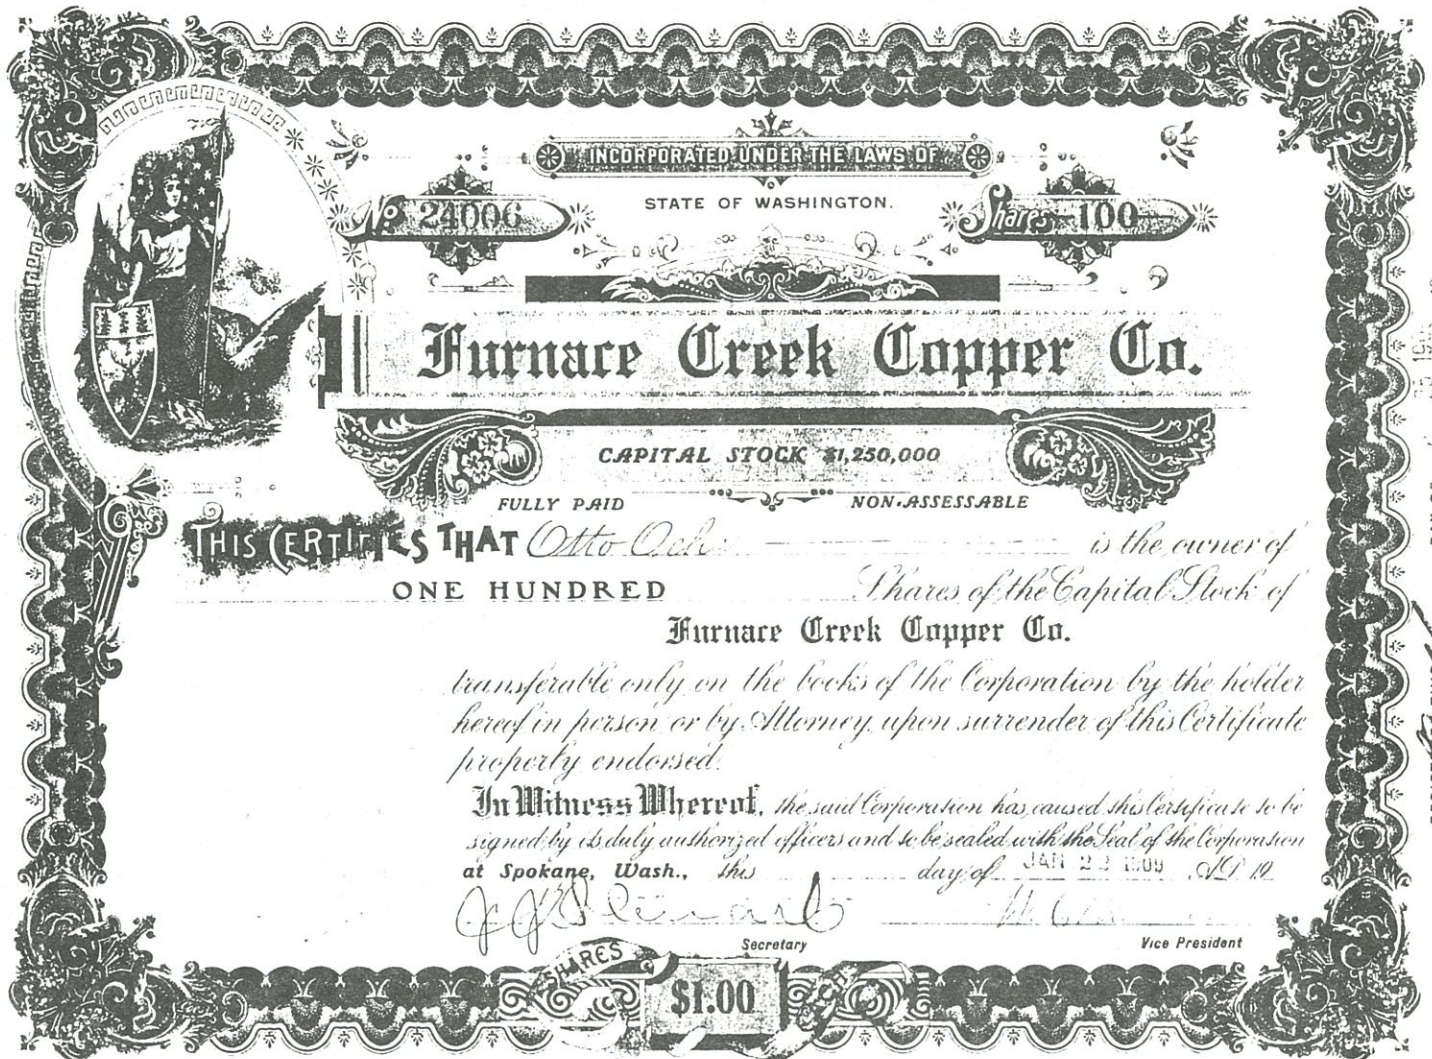 INCORPORATED UNDER THE LAWS OF
STATE OF WASHINGTON.
No 24006
Shares 100
Furnace Creek Copper Co.
CAPITAL STOCK $1,250,000
FULLY PAID NON-ASSESSABLE
THIS CERTIFIES THAT Otto Ochs is the owner of
ONE HUNDRED Shares of the Capital Stock of
Furnace Creek Copper Co.
transferable only on the books of the Corporation by the holder
hereof in person or by Attorney, upon surrender of this Certificate
properly endorsed.
In Witness Whereof, the said Corporation has caused this Certificate to be
signed by its duly authorized officers and to be sealed with the Seal of the Corporation
at Spokane, Wash., this day of JAN 22 1909 AD 19
Secretary
Vice President
SHARES
$1.00